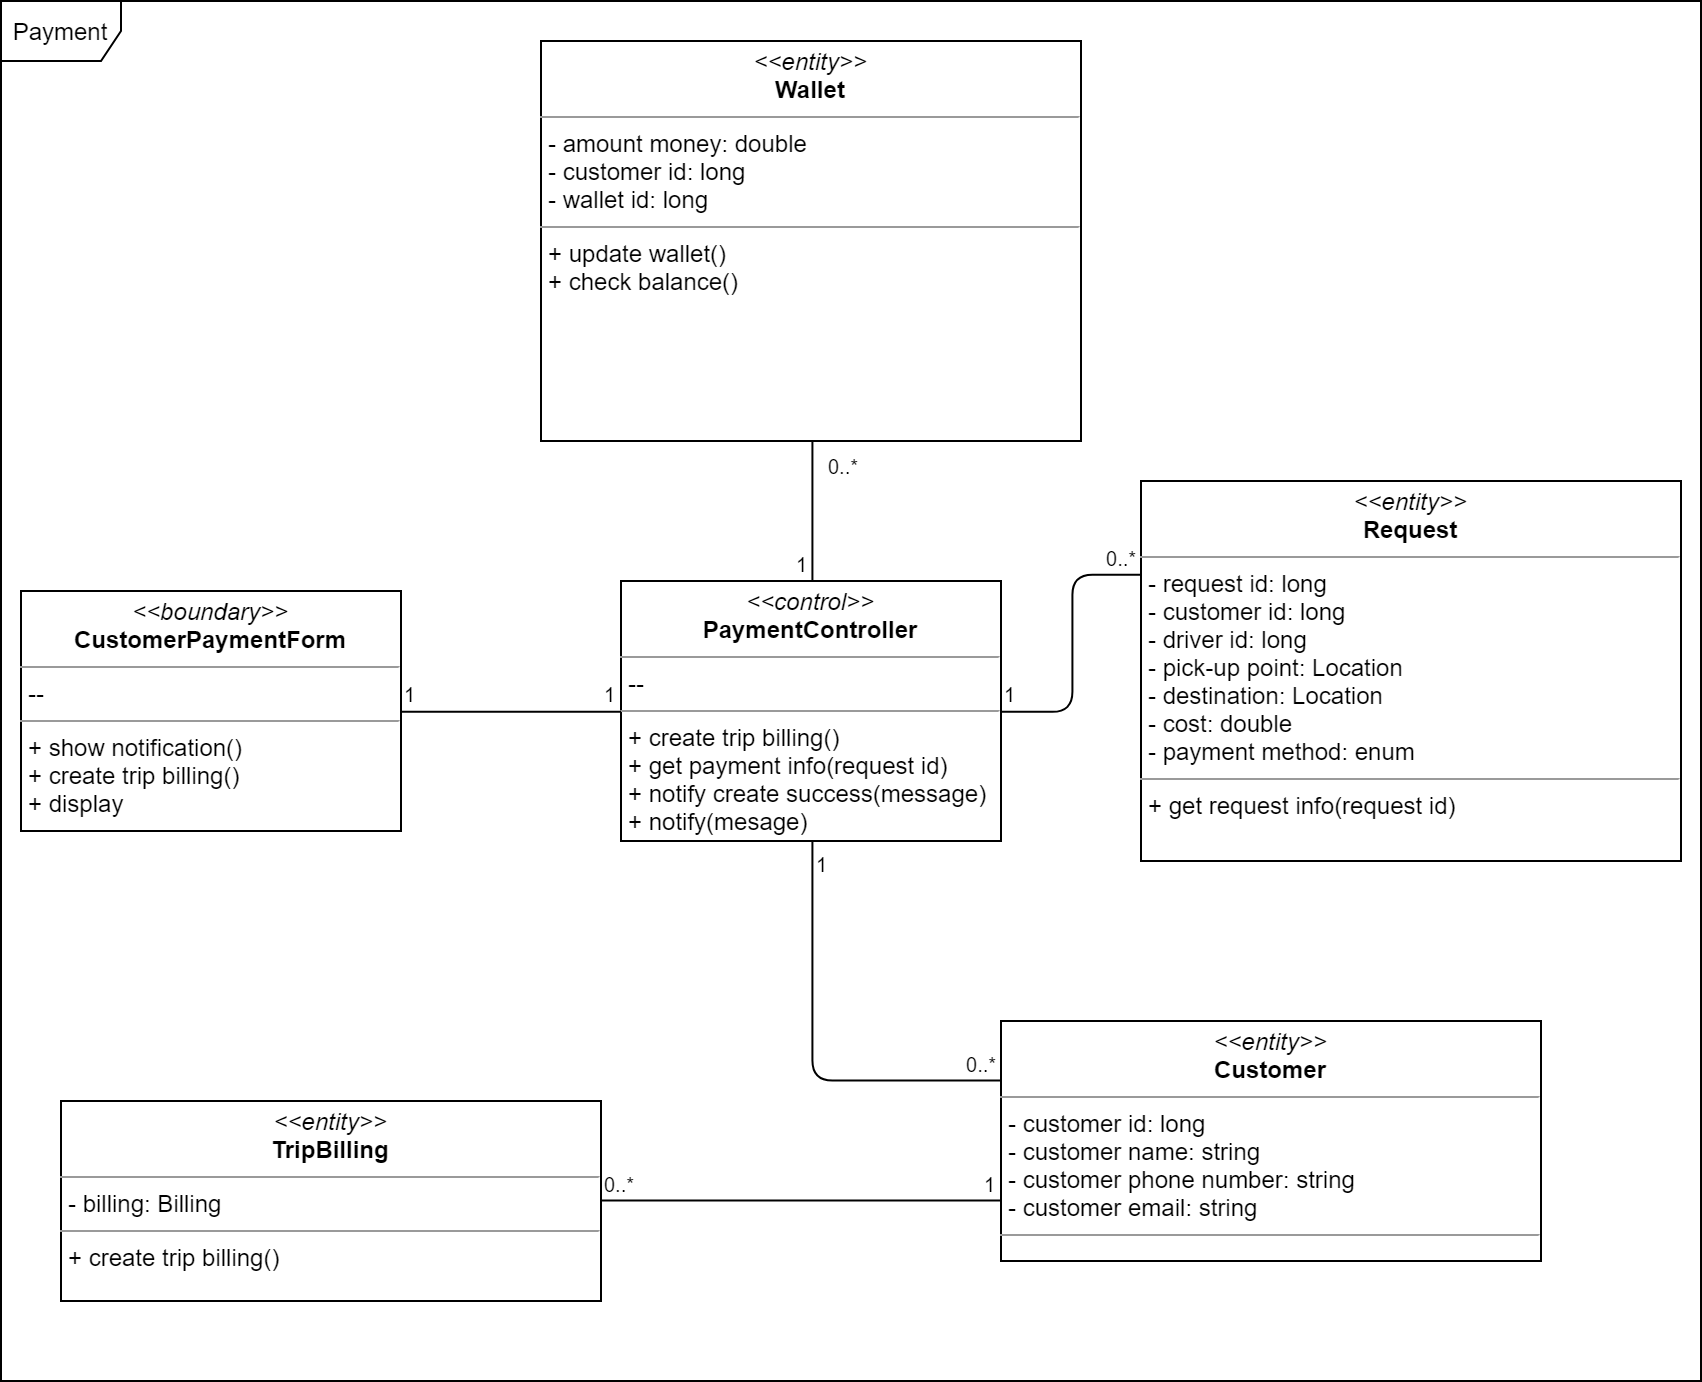 Payment
<<entity>>
Wallet
- amount money: double
- customer id: long
- wallet id: long
+ update wallet()
+ check balance()
0..*
1
<<boundary>>
CustomerPaymentForm
--
+ show notification()
+ create trip billing()
+ display
1
1
<<control>>
PaymentController
--
+ create trip billing()
+ get payment info(request id)
+ notify create success(message)
+ notify(mesage)
1
0..*
<<entity>>
Request
- request id: long
- customer id: long
- driver id: long
- pick-up point: Location
- destination: Location
- cost: double
- payment method: enum
+ get request info(request id)
1
0..*
<<entity>>
Customer
- customer id: long
- customer name: string
- customer phone number: string
- customer email: string
<<entity>>
TripBilling
- billing: Billing
+ create trip billing()
0..*
1